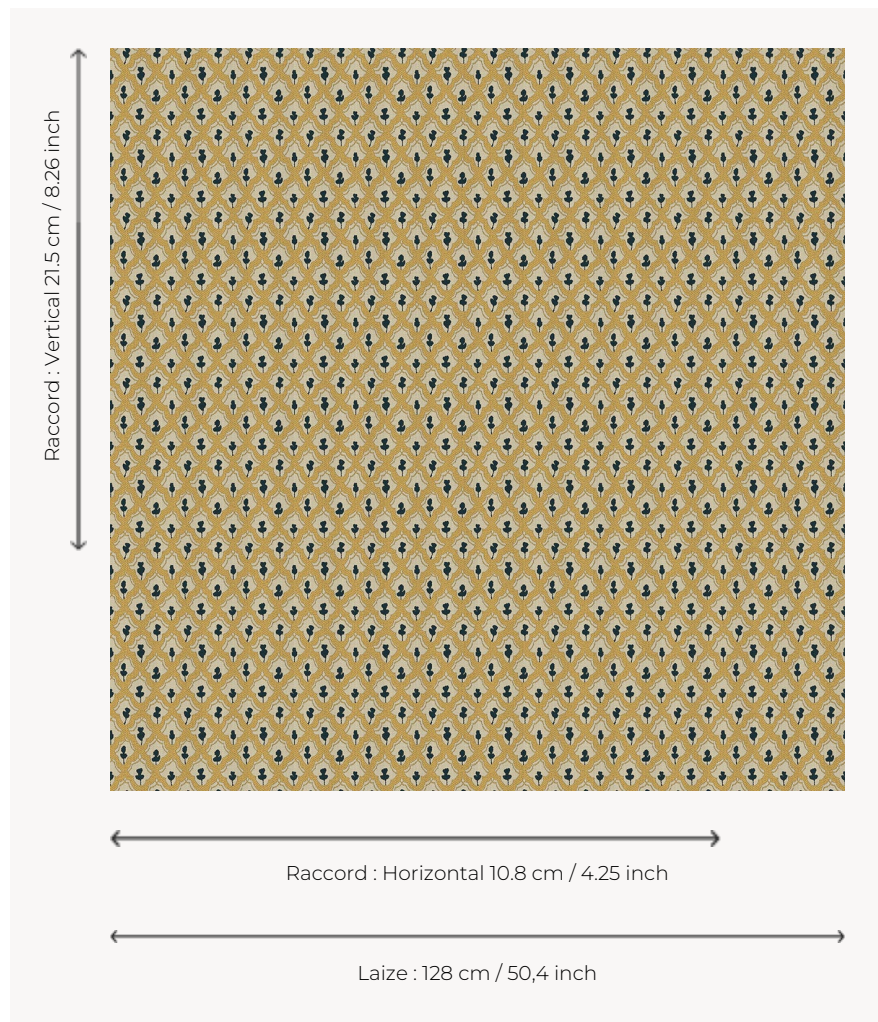 Raccord : Vertical 21.5 cm / 8.26 inch
Raccord : Horizontal 10.8 cm / 4.25 inch
Laize : 128 cm / 50,4 inch